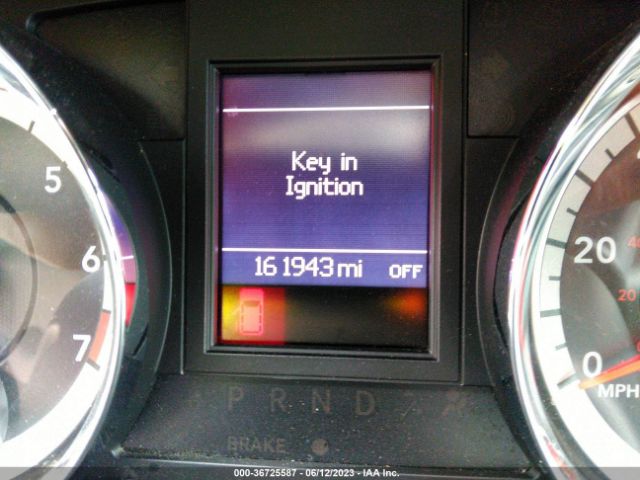 Key in
Ignition
161943 mi OFF
5
6
7
20
0
MPH
20
P R N D
BRAKE
000-36725587 - 06/12/2023 - IAA Inc.